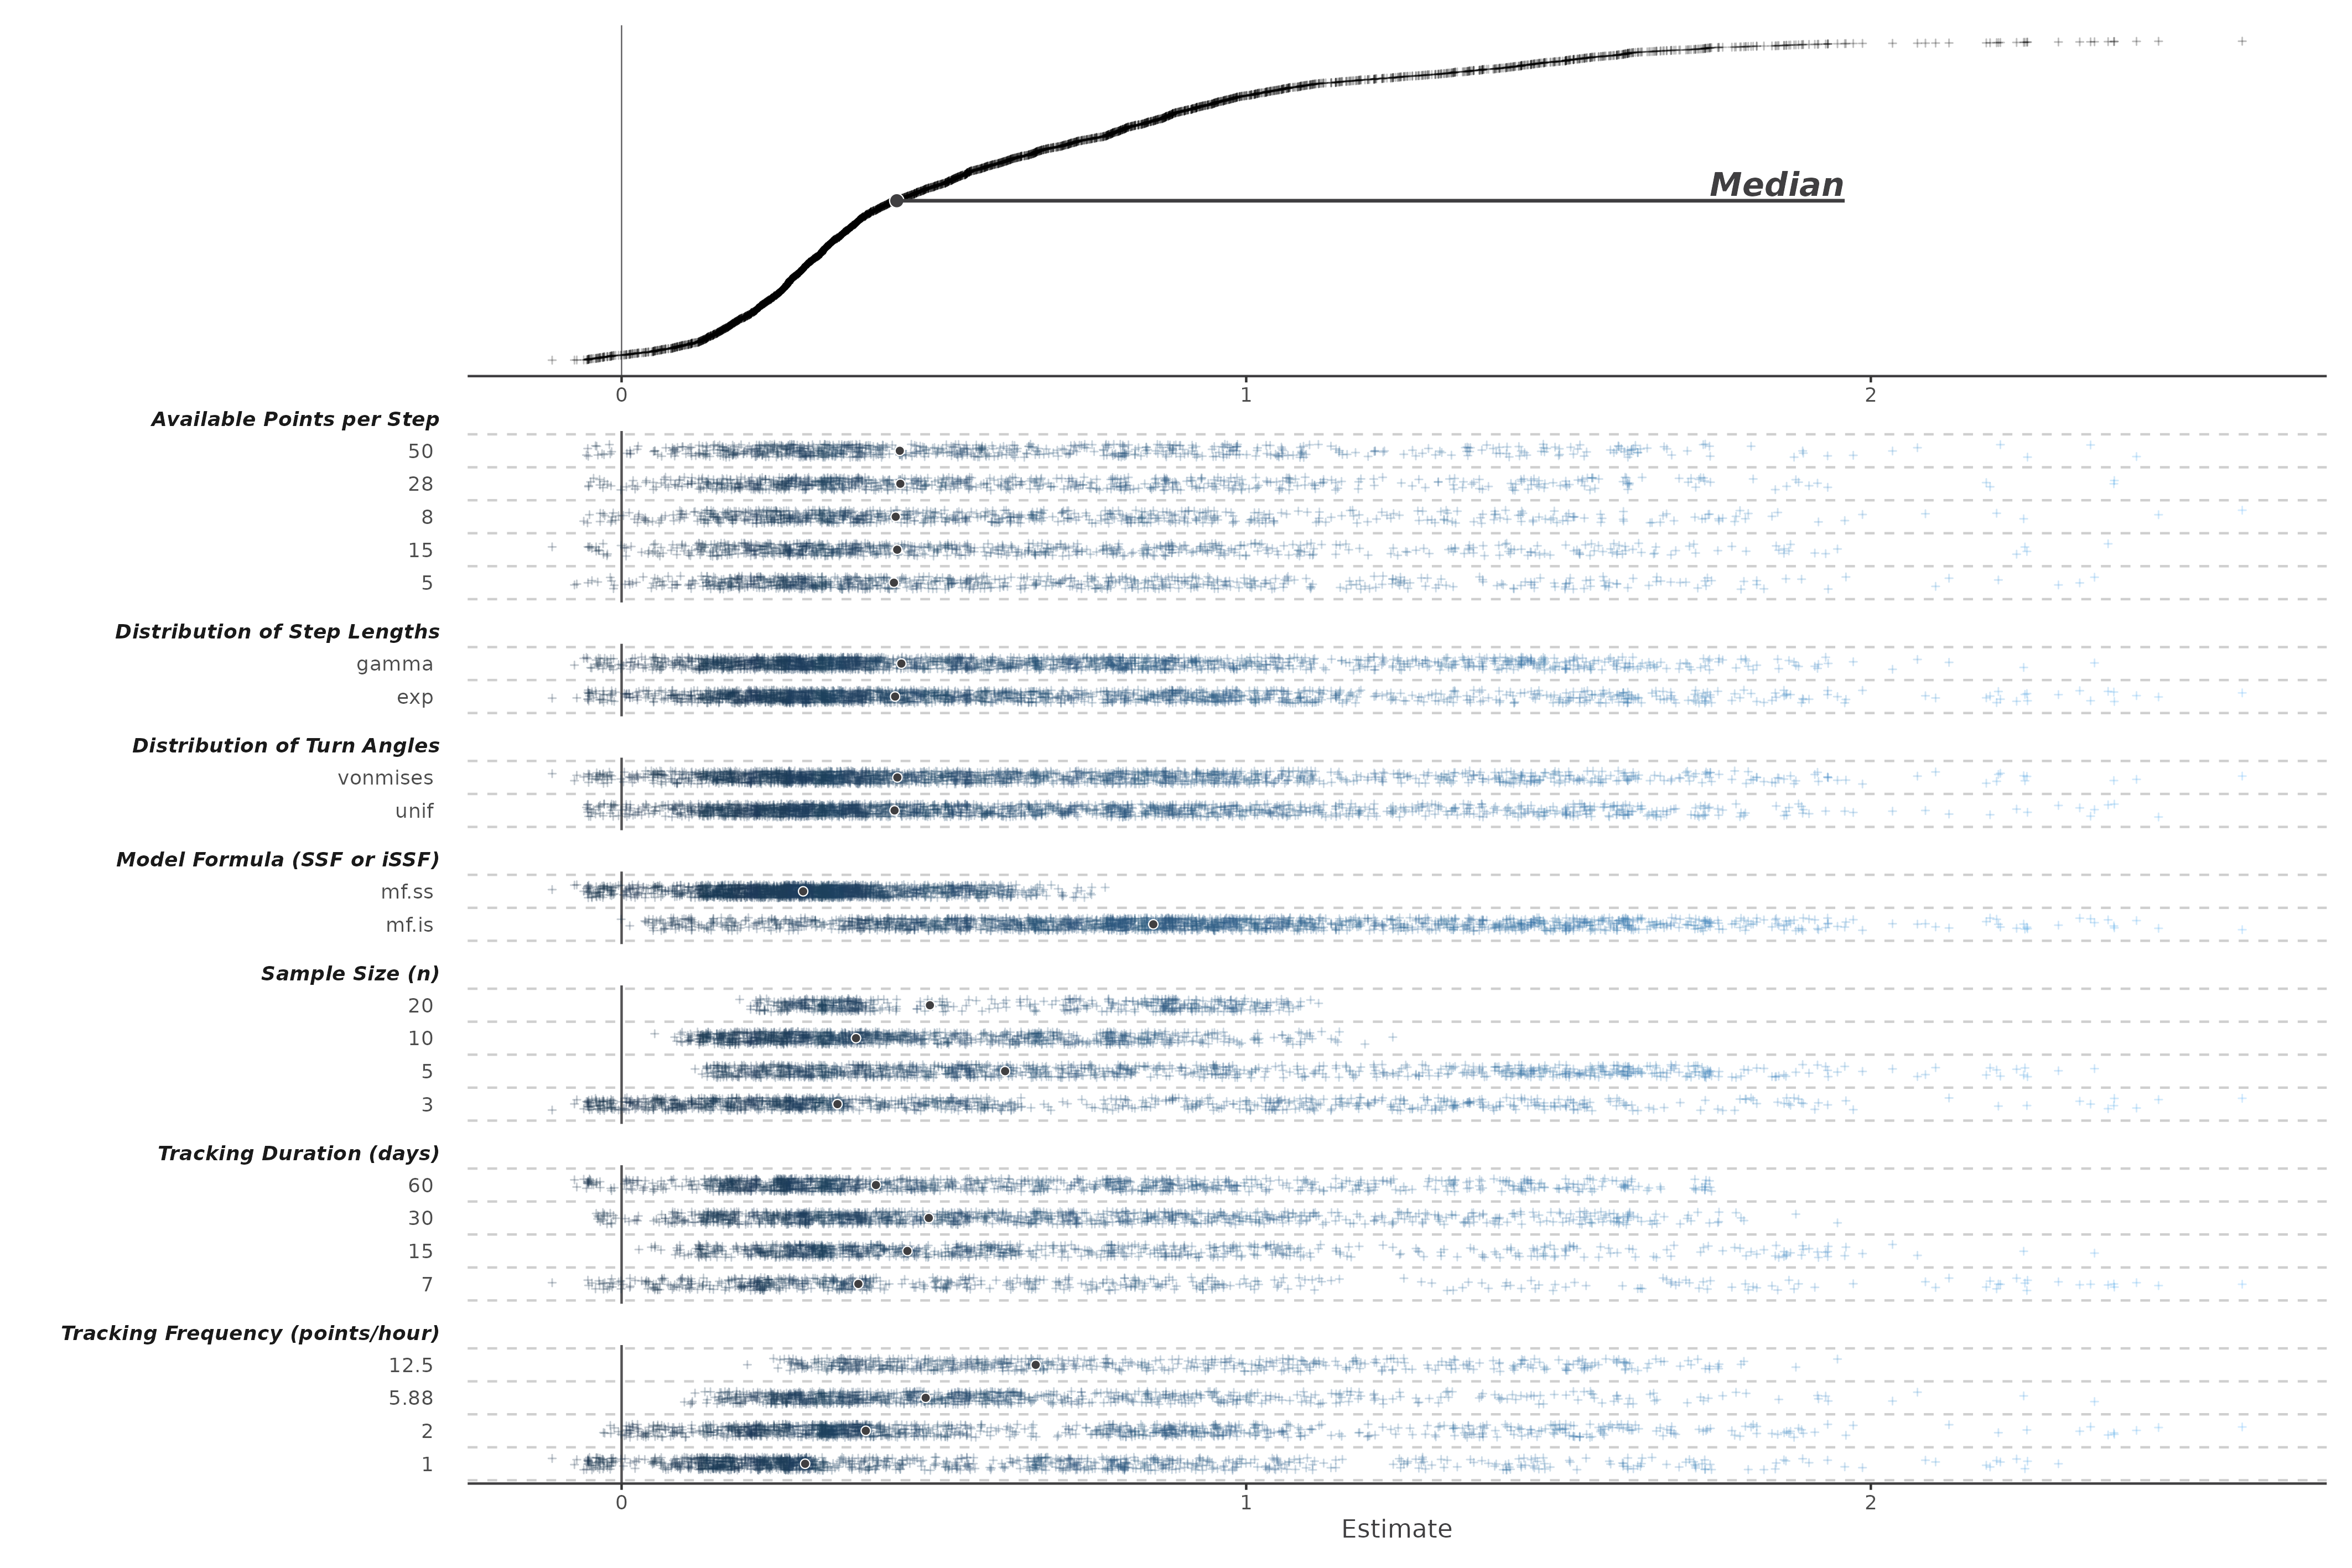 Median
0 1 2
Available Points per Step
50
28
8
15
5
Distribution of Step Lengths
gamma
exp
Distribution of Turn Angles
vonmises
unif
Model Formula (SSF or iSSF)
mf.ss
mf.is
Sample Size (n)
20
10
5
3
Tracking Duration (days)
60
30
15
7
Tracking Frequency (points/hour)
12.5
5.88
2
1
0 1 2
Estimate